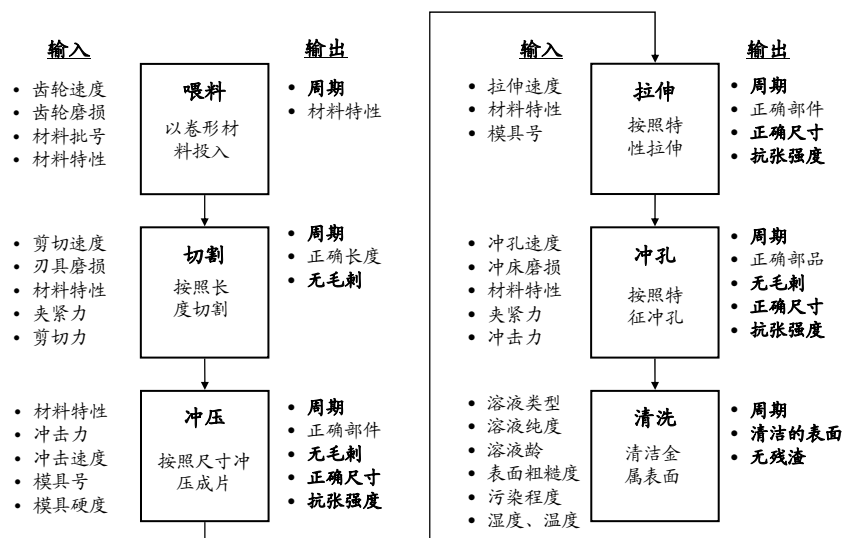 输入
• 齿轮速度
• 齿轮磨损
• 材料批号
• 材料特性
喂料
以卷形材
料投入
输出
• 周期
• 材料特性
• 剪切速度
• 刃具磨损
• 材料特性
• 夹紧力
• 剪切力
切割
按照长
度切割
• 周期
• 正确长度
• 无毛刺
• 材料特性
• 冲击力
• 冲击速度
• 模具号
• 模具硬度
冲压
按照尺寸冲
压成片
• 周期
• 正确部件
• 无毛刺
• 正确尺寸
• 抗张强度
输入
• 拉伸速度
• 材料特性
• 模具号
拉伸
按照特
性拉伸
输出
• 周期
• 正确部件
• 正确尺寸
• 抗张强度
• 冲孔速度
• 冲床磨损
• 材料特性
• 夹紧力
• 冲击力
冲孔
按照特
征冲孔
• 周期
• 正确部品
• 无毛刺
• 正确尺寸
• 抗张强度
• 溶液类型
• 溶液纯度
• 溶液龄
• 表面粗糙度
• 污染程度
• 湿度、温度
清洗
清洁金
属表面
• 周期
• 清洁的表面
• 无残渣